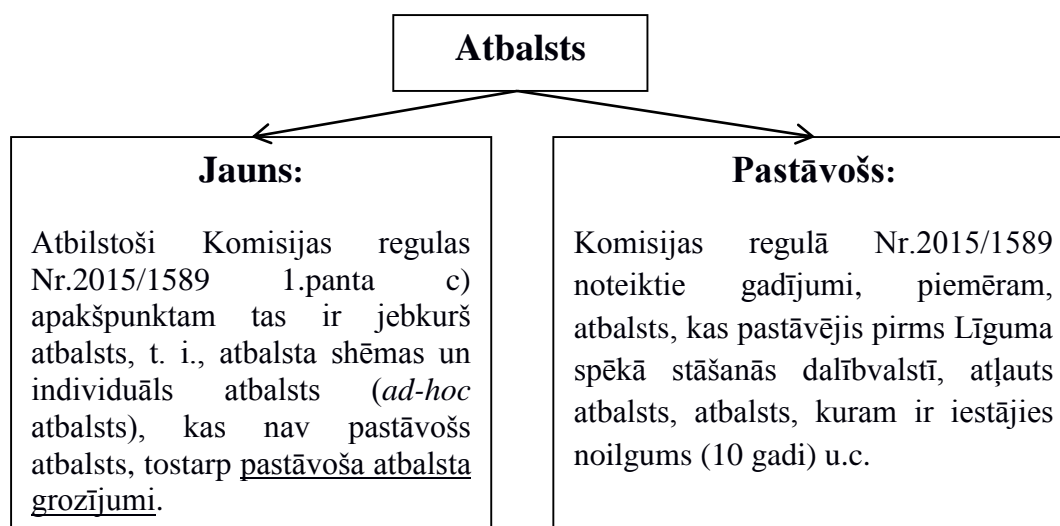 Atbalsts
Jauns:
Atbilstoši Komisijas regulas
Nr.2015/1589 1.panta c)
apakšpunktam tas ir jebkurš
atbalsts, t. i., atbalsta shēmas un
individuāls atbalsts (ad-hoc
atbalsts), kas nav pastāvošs
atbalsts, tostarp pastāvoša atbalsta
grozījumi.
Pastāvošs:
Komisijas regulā Nr.2015/1589
noteiktie gadījumi, piemēram,
atbalsts, kas pastāvējis pirms Līguma
spēkā stāšanās dalībvalstī, atļauts
atbalsts, atbalsts, kuram ir iestājies
noilgums (10 gadi) u.c.